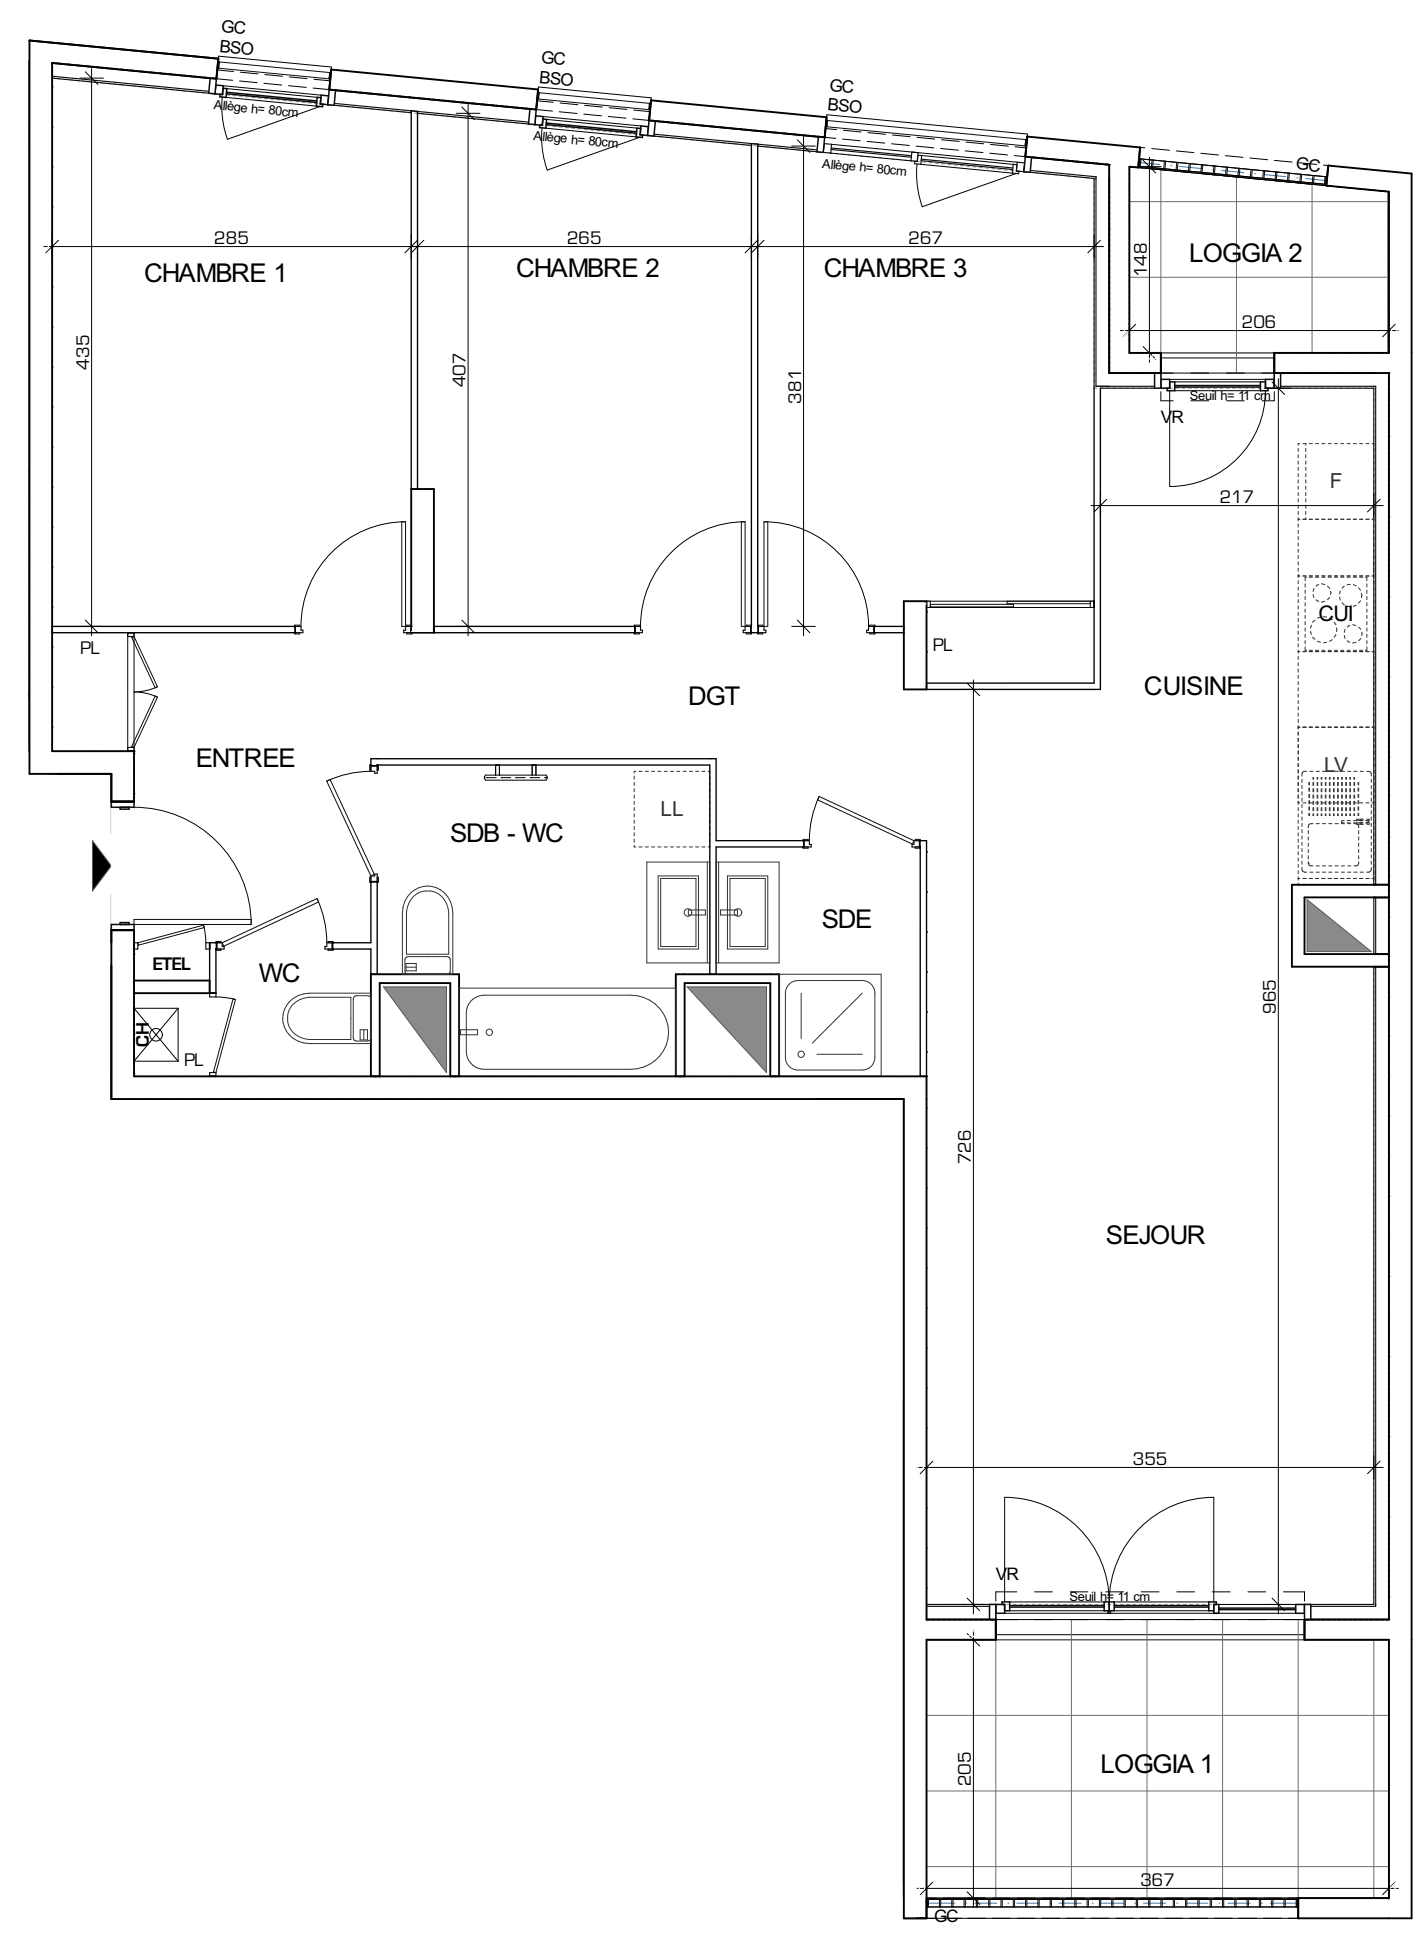 GC
BSO
GC
BSO
GC
BSO
Allège h= 80cm
Allège h= 80cm
Allège h= 80cm
GC
285
265
267
CHAMBRE 1
CHAMBRE 2
CHAMBRE 3
LOGGIA 2
148
206
435
407
381
Seuil h= 11 cm
VR
F
217
CUI
PL
PL
DGT
CUISINE
ENTREE
LV
SDB - WC
LL
SDE
ETEL
WC
CH
PL
965
726
SEJOUR
355
VR
Seuil h= 11 cm
205
LOGGIA 1
367
GC